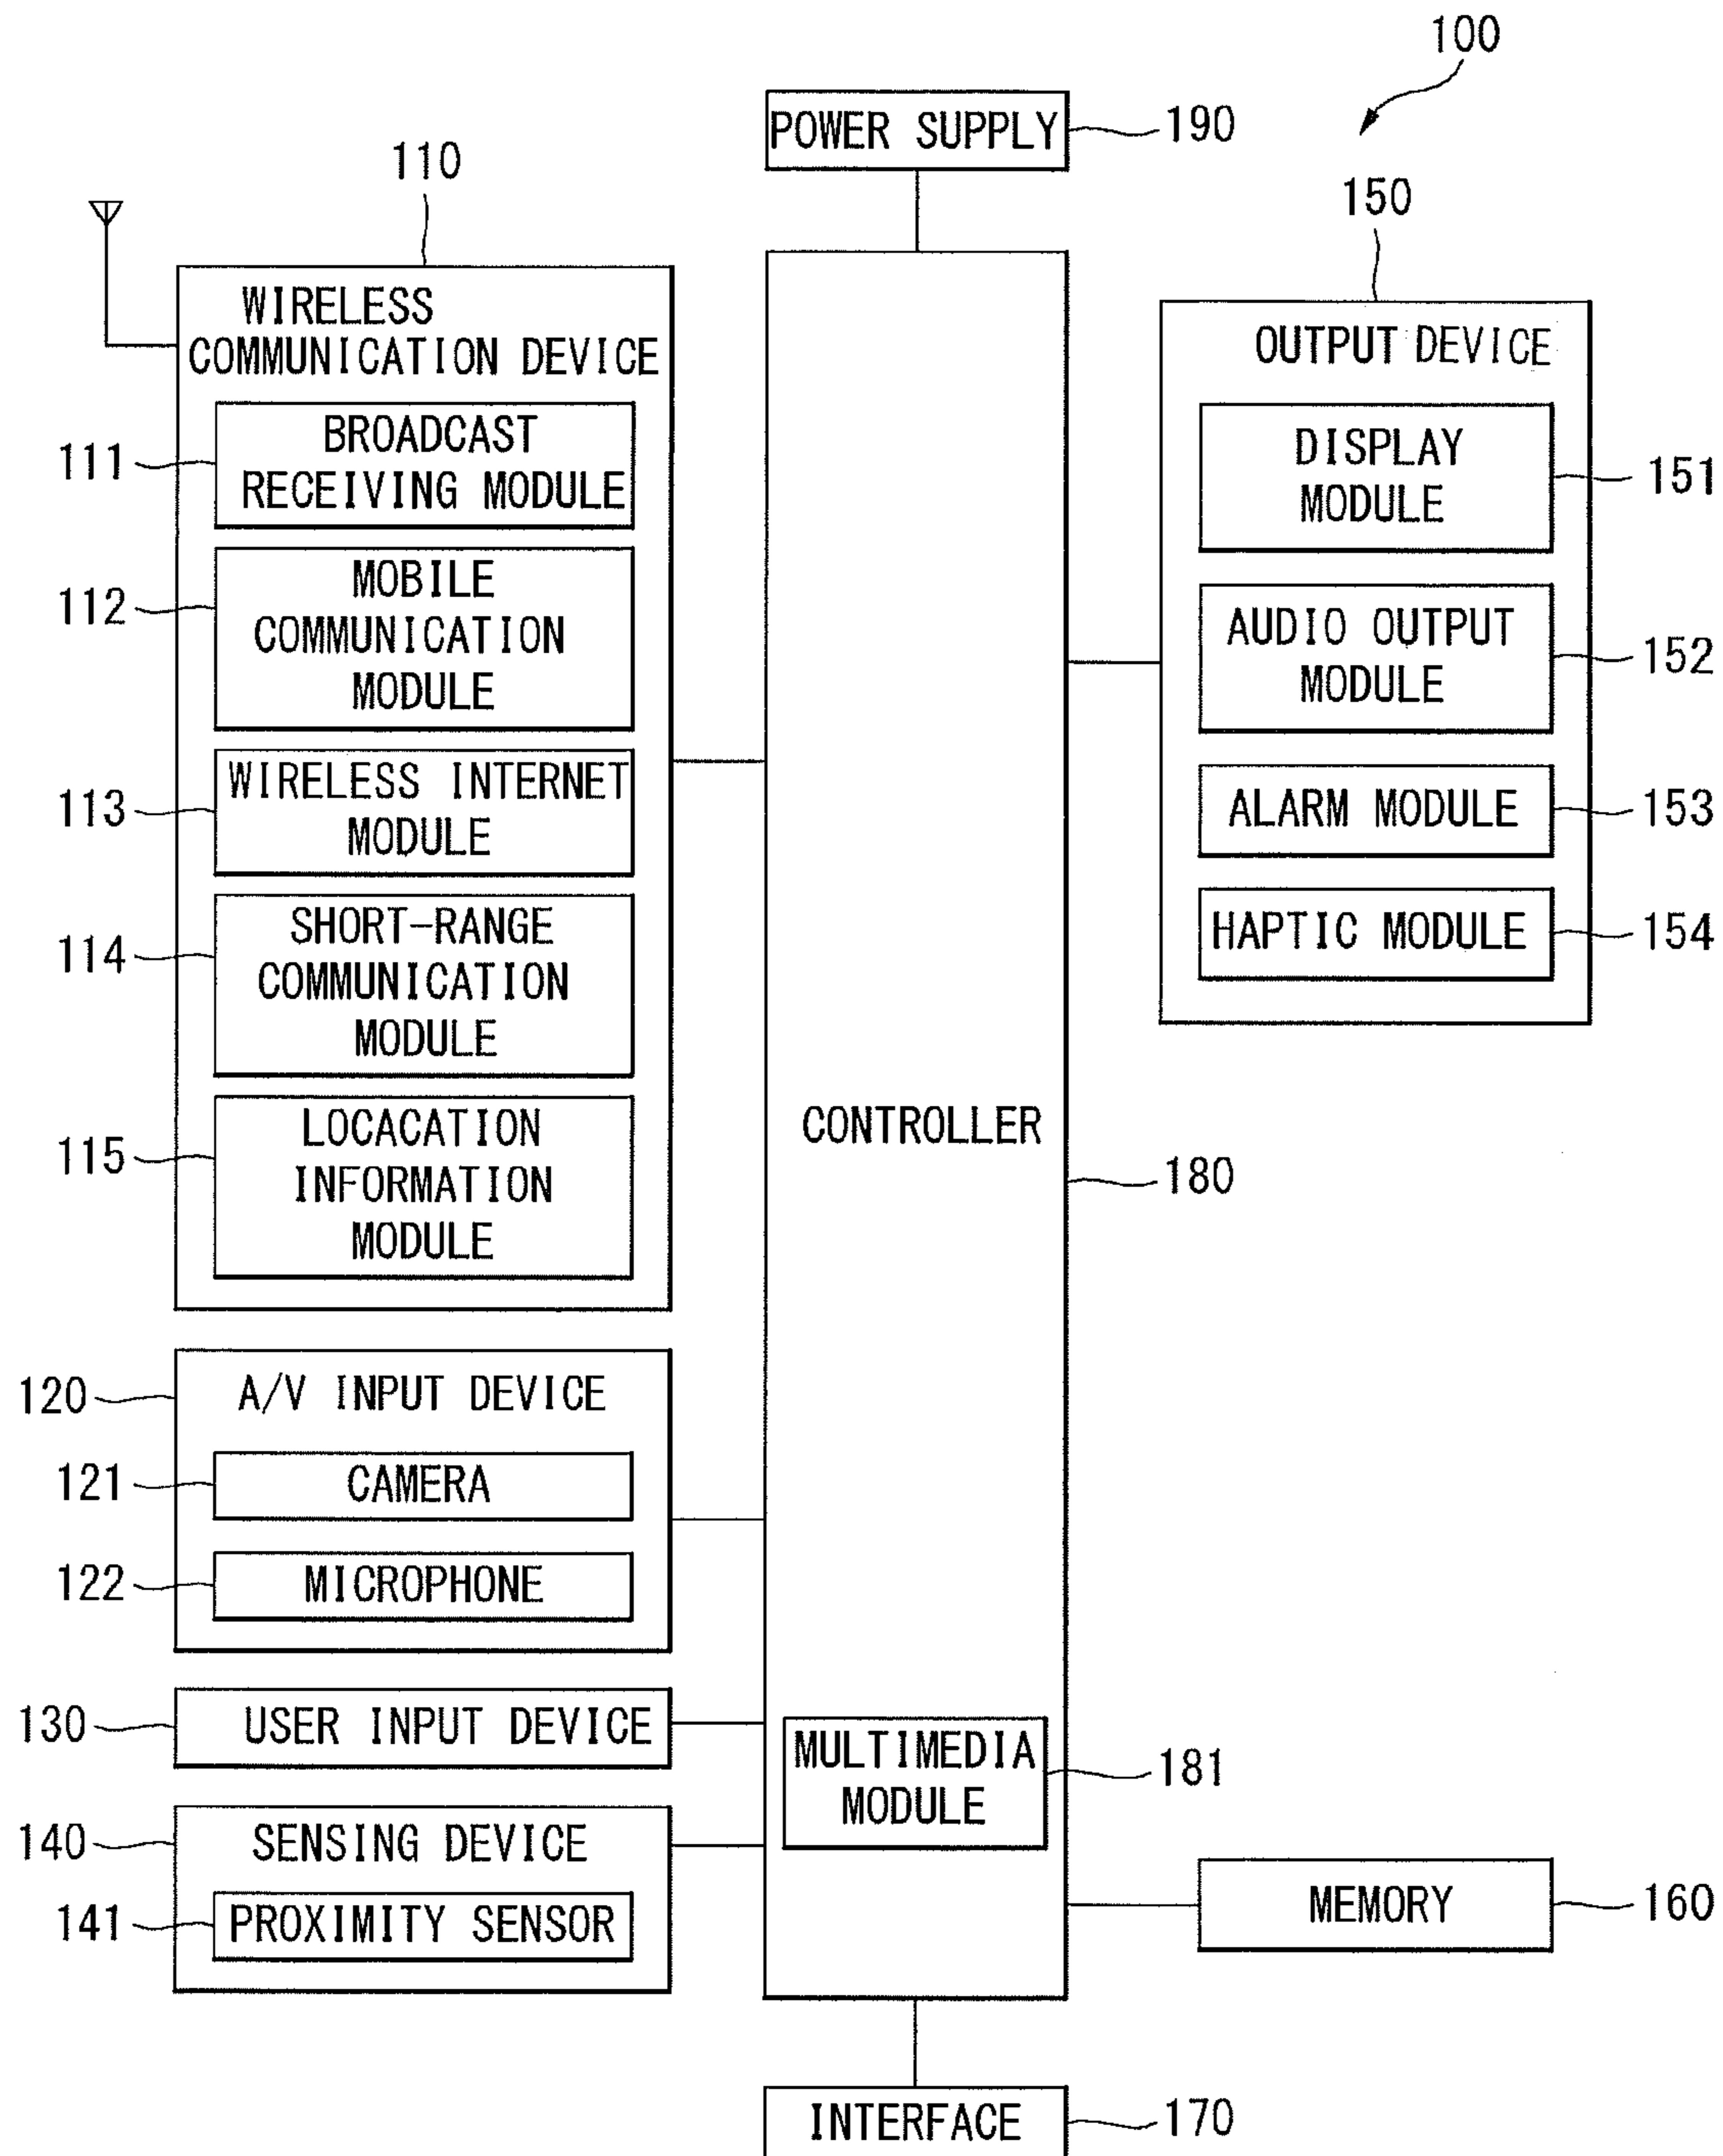 100
POWER SUPPLY
190
110
150
WIRELESS
COMMUNICATION DEVICE
OUTPUT DEVICE
111
BROADCAST
RECEIVING MODULE
DISPLAY
MODULE
151
112
MOBILE
COMMUNICATION
MODULE
AUDIO OUTPUT
MODULE
152
113
WIRELESS INTERNET
MODULE
ALARM MODULE
153
114
SHORT-RANGE
COMMUNICATION
MODULE
HAPTIC MODULE
154
115
LOCACATION
INFORMATION
MODULE
CONTROLLER
180
120
A/V INPUT DEVICE
121
CAMERA
122
MICROPHONE
130
USER INPUT DEVICE
MULTIMEDIA
MODULE
181
140
SENSING DEVICE
141
PROXIMITY SENSOR
MEMORY
160
INTERFACE
170